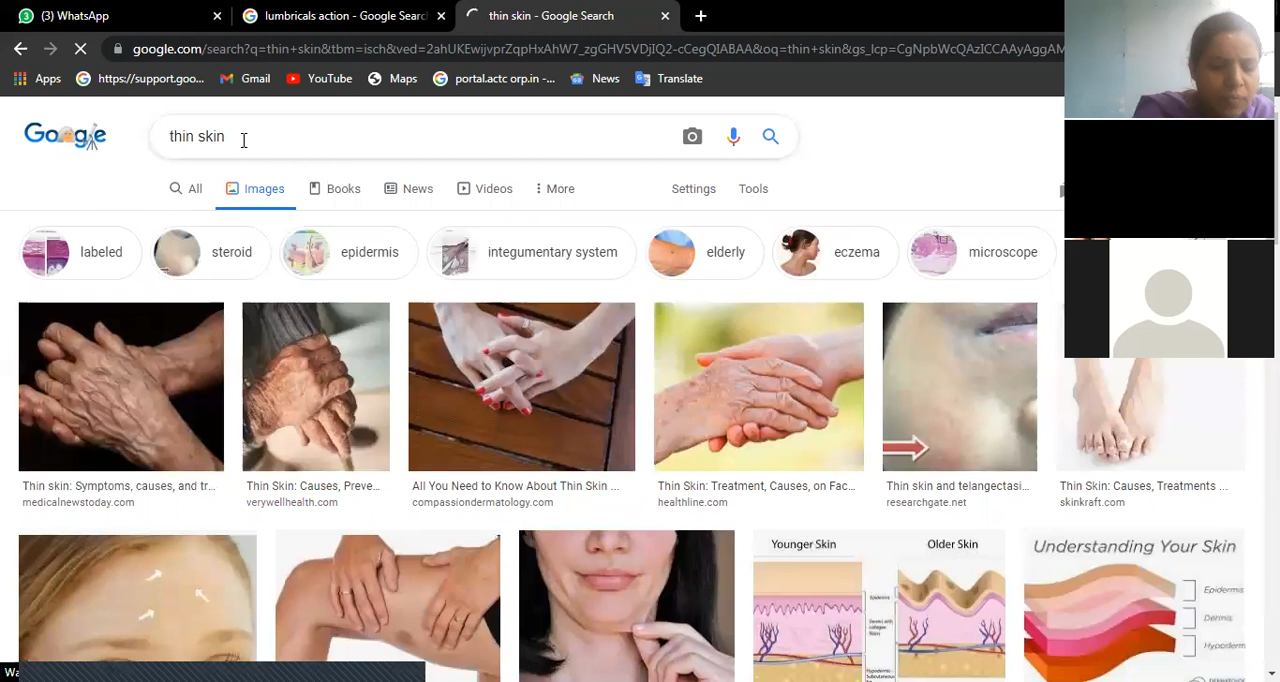 (3) WhatsApp
lumbricals action - Google Search
thin skin - Google Search
google.com/search?q=thin+skin&tbm=isch&ved=2ahUKEwijvprZqpHxAhW7_zgGHV5VDjIQ2-cCegQIABAA&oq=thin+skin&gs_lcp=CgNpbWcQAzICCAAyAggAM
Apps
https://support.goo...
Gmail
YouTube
Maps
portal.actc orp.in -...
News
Translate
Google
thin skin
All
Images
Books
News
Videos
More
Settings
Tools
labeled
steroid
epidermis
integumentary system
elderly
eczema
microscope
Thin skin: Symptoms, causes, and tr...
medicalnewstoday.com
Thin Skin: Causes, Preve...
verywellhealth.com
All You Need to Know About Thin Skin ...
compassiondermatology.com
Thin Skin: Treatment, Causes, on Fac...
healthline.com
Thin skin and telangectasi...
researchgate.net
Thin Skin: Causes, Treatments ...
skinkraft.com
Younger Skin
Older Skin
Epidermis
Understanding Your Skin
Epidermis
Dermis
Hypoderm
Wa